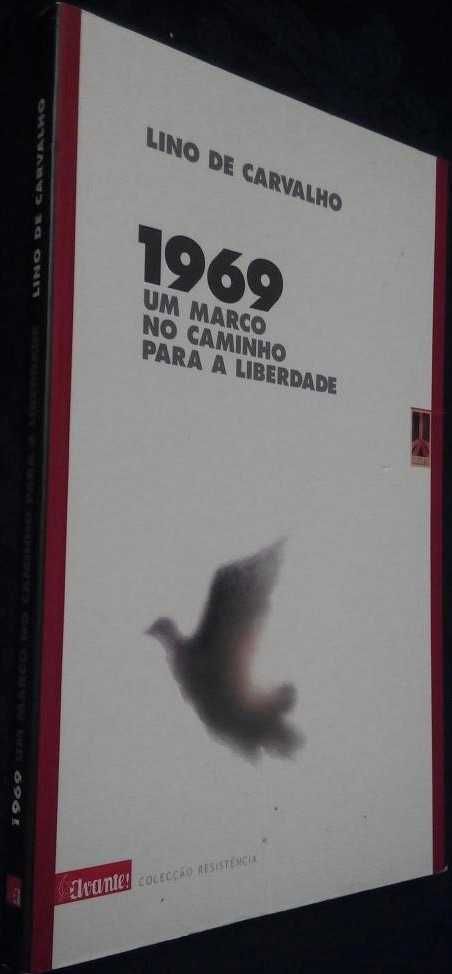 LINO DE CARVALHO
1969
UM MARCO
NO CAMINHO
PARA A LIBERDADE
Avante! COLECÇÃO RESISTÊNCIA
1969 UM MARCO NO CAMINHO PARA A LIBERDADE LINO DE CARVALHO